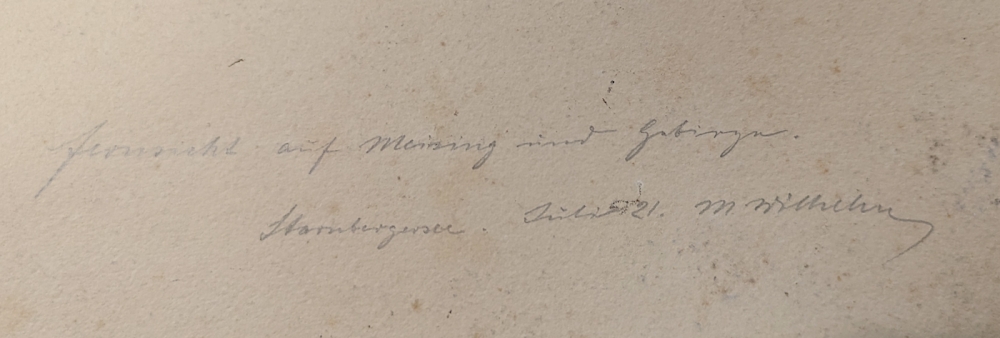 Fernsicht auf Meising und Gebirge.
Starnbergersee. Juli 21. M Wilhelm